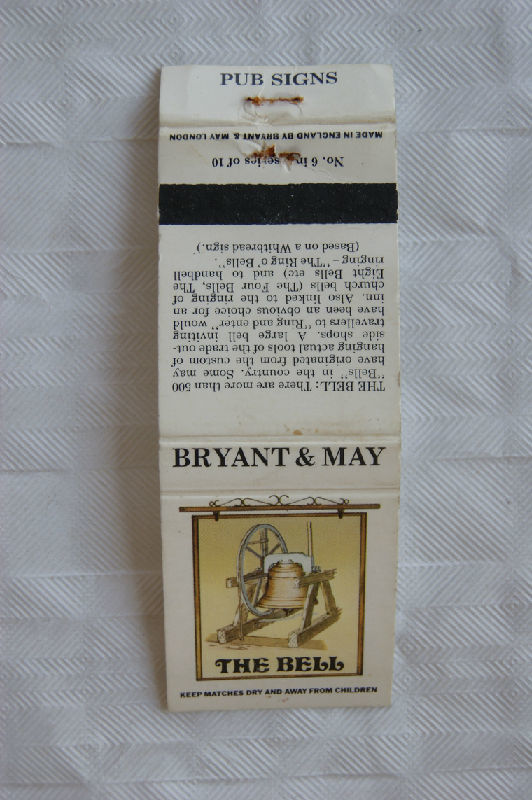 PUB SIGNS
MADE IN ENGLAND BY BRYANT & MAY LONDON
No. 6 in a series of 10
THE BELL: There are more than 500
"Bells" in the country. Some may
have originated from the custom of
hanging actual tools of the trade out-
side shops. A large bell inviting
travellers to "Ring and enter" would
have been an obvious choice for an
inn. Also linked to the ringing of
church bells (The Four Bells, The
Eight Bells etc) and to handbell
ringing – "The Ring o' Bells".
(Based on a Whitbread sign.)
BRYANT & MAY
THE BELL
KEEP MATCHES DRY AND AWAY FROM CHILDREN